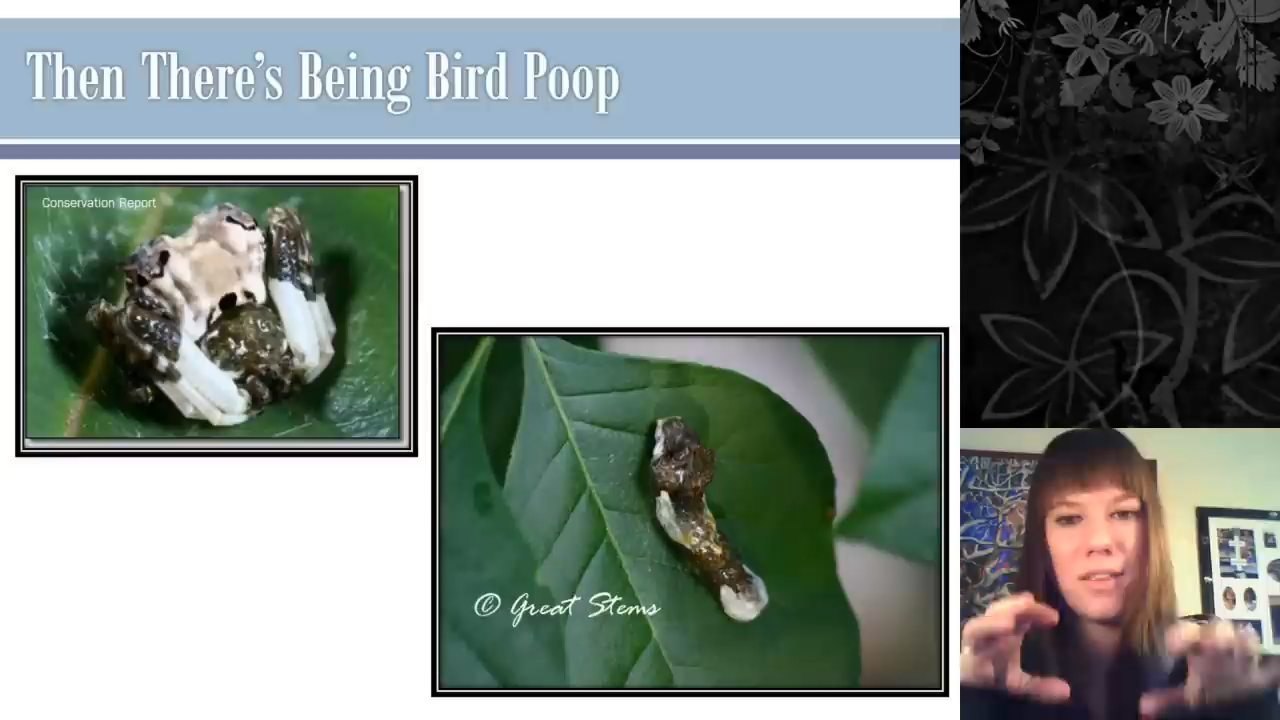 Then There's Being Bird Poop
Conservation Report
© Great Stems